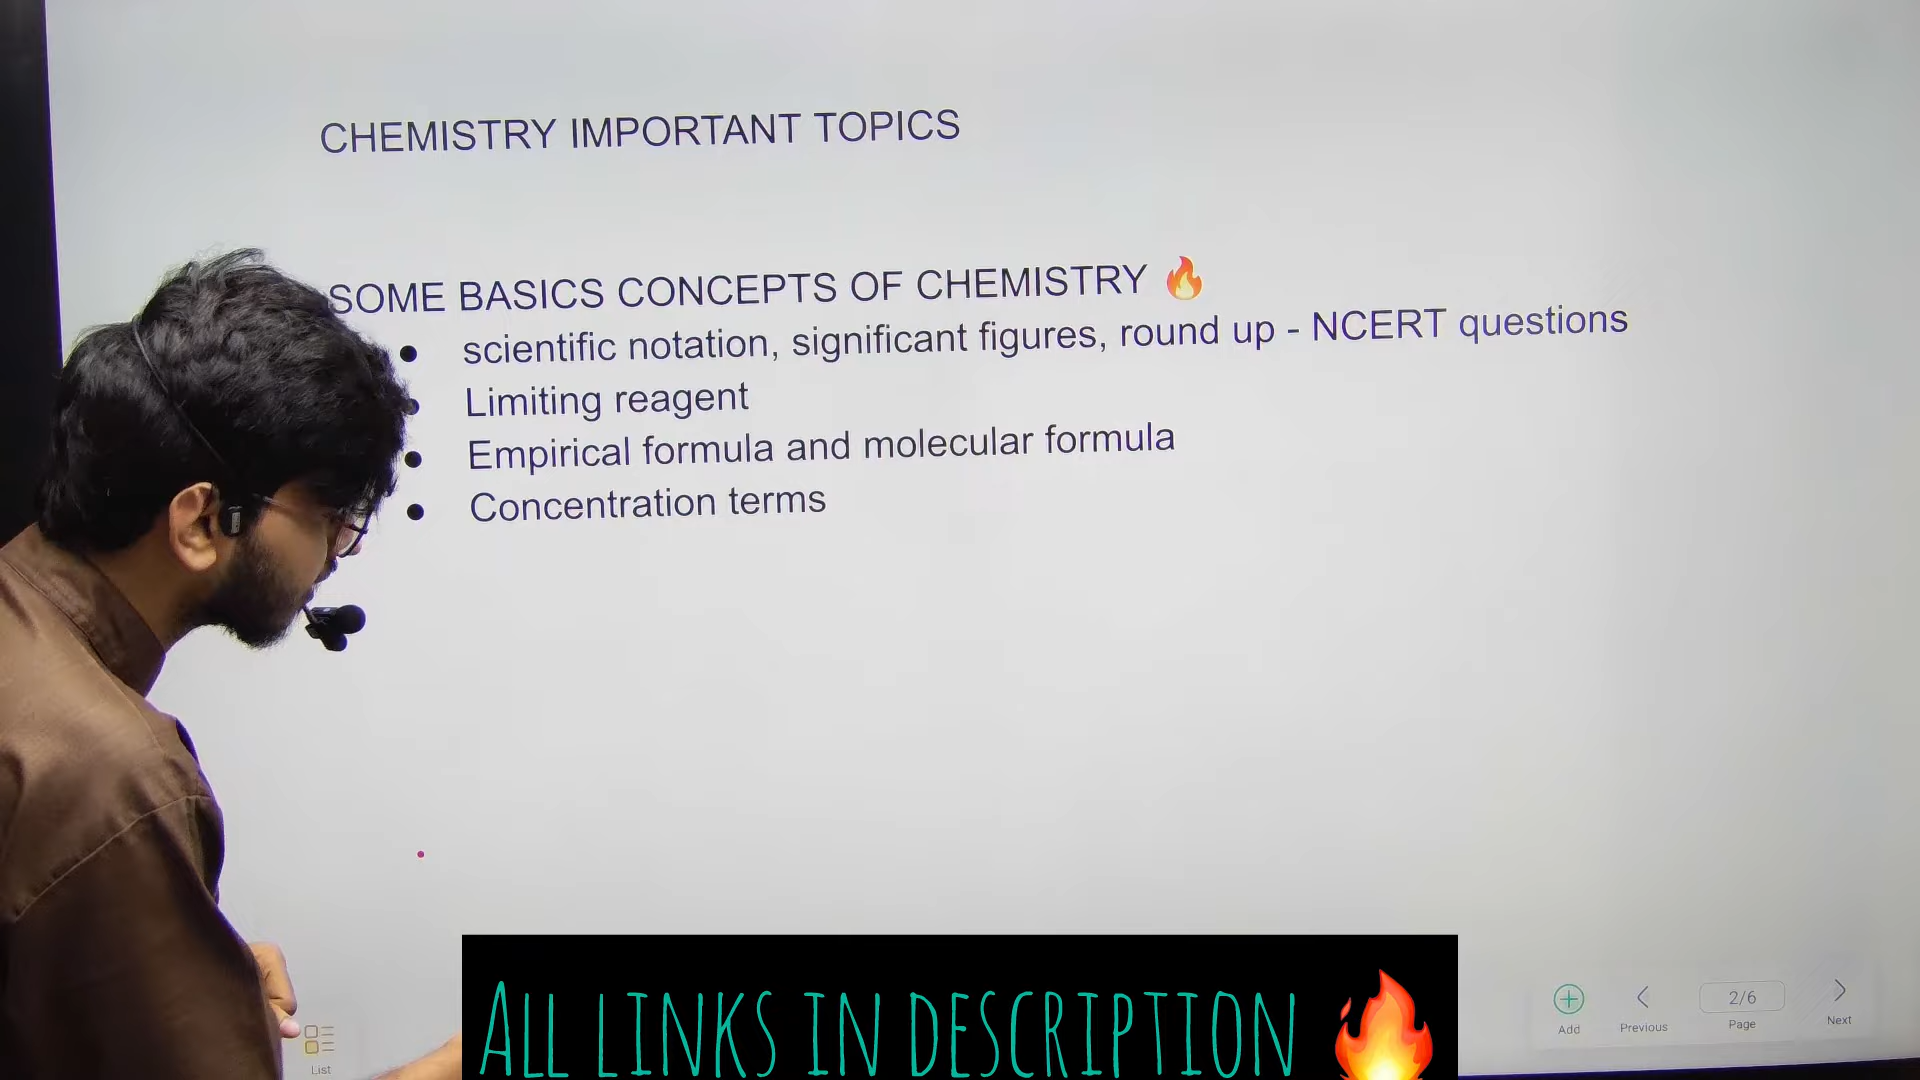 CHEMISTRY IMPORTANT TOPICS
SOME BASICS CONCEPTS OF CHEMISTRY 🔥
● scientific notation, significant figures, round up - NCERT questions
● Limiting reagent
● Empirical formula and molecular formula
● Concentration terms
ALL LINKS IN DESCRIPTION 🔥
List
Add
Previous
2/6
Page
Next